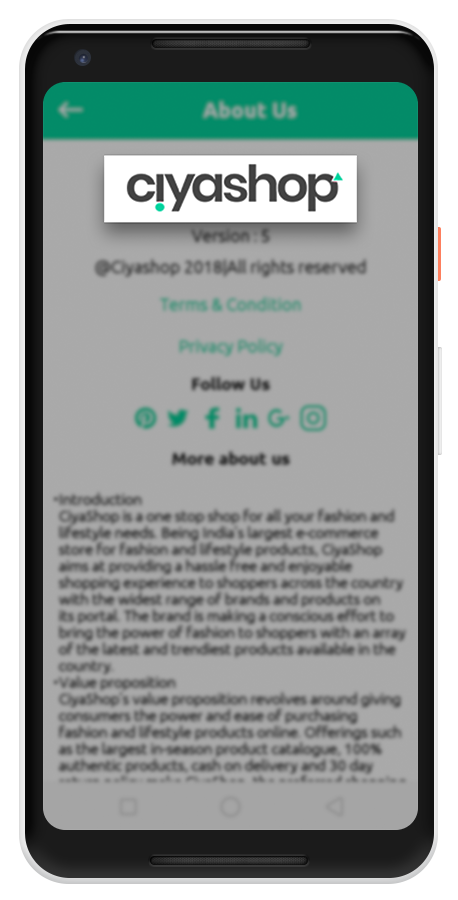 About Us
ciyashop
Version : 5
@Ciyashop 2018|All rights reserved
Terms & Condition
Privacy Policy
Follow Us
More about us
•Introduction
CiyaShop is a one stop shop for all your fashion and
lifestyle needs. Being India's largest e-commerce
store for fashion and lifestyle products, CiyaShop
aims at providing a hassle free and enjoyable
shopping experience to shoppers across the country
with the widest range of brands and products on
its portal. The brand is making a conscious effort to
bring the power of fashion to shoppers with an array
of the latest and trendiest products available in the
country.
•Value proposition
CiyaShop's value proposition revolves around giving
consumers the power and ease of purchasing
fashion and lifestyle products online. Offerings such
as the largest in-season product catalogue, 100%
authentic products, cash on delivery and 30 day
return policy make CiyaShop, the preferred shopping